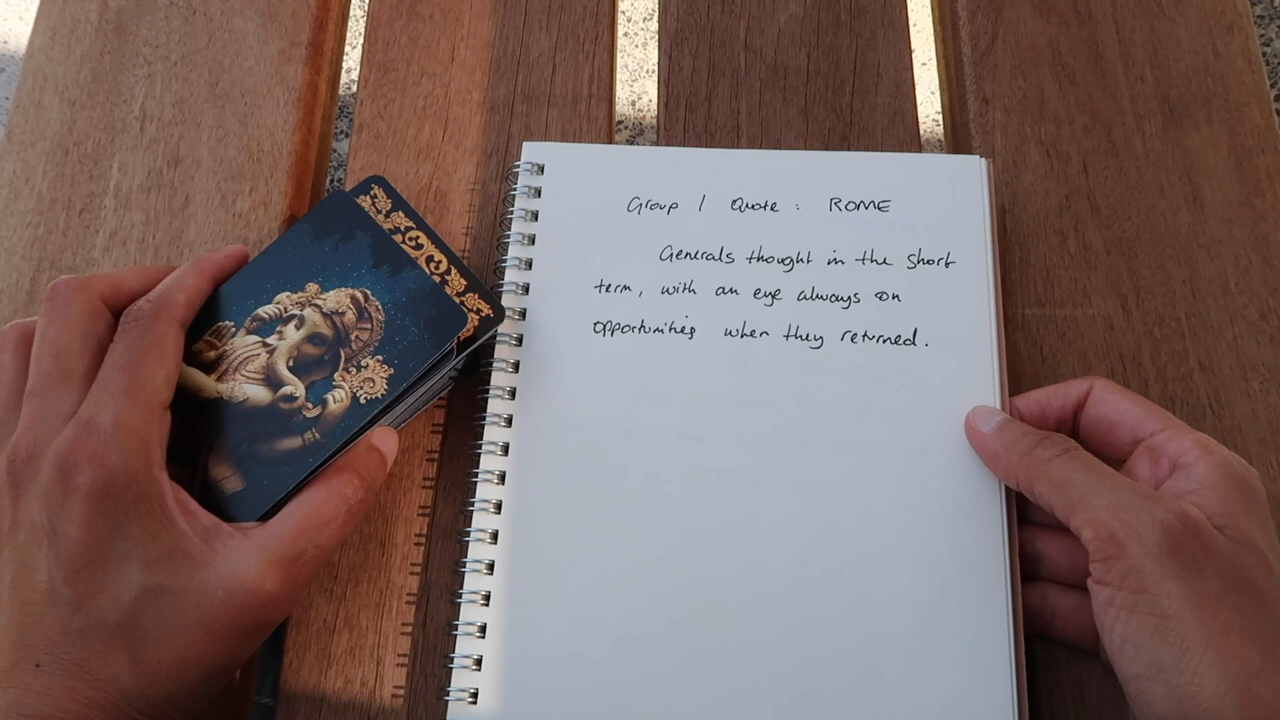 Group 1 Quote : ROME
Generals thought in the short
term, with an eye always on
opportunities when they returned.